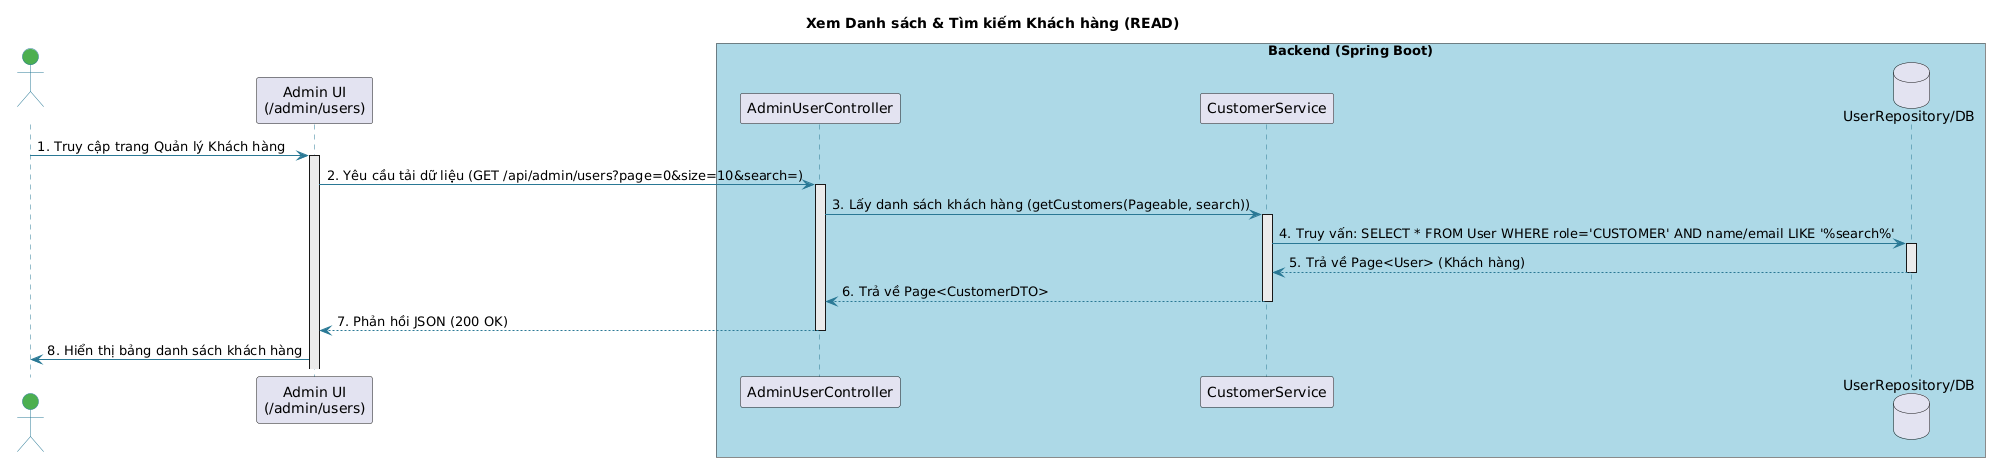 Xem Danh sách & Tìm kiếm Khách hàng (READ)
Backend (Spring Boot)
Admin UI
(/admin/users)
AdminUserController
CustomerService
UserRepository/DB
1. Truy cập trang Quản lý Khách hàng
2. Yêu cầu tải dữ liệu (GET /api/admin/users?page=0&size=10&search=)
3. Lấy danh sách khách hàng (getCustomers(Pageable, search))
4. Truy vấn: SELECT * FROM User WHERE role='CUSTOMER' AND name/email LIKE '%search%'
5. Trả về Page<User> (Khách hàng)
6. Trả về Page<CustomerDTO>
7. Phản hồi JSON (200 OK)
8. Hiển thị bảng danh sách khách hàng
Admin UI
(/admin/users)
AdminUserController
CustomerService
UserRepository/DB